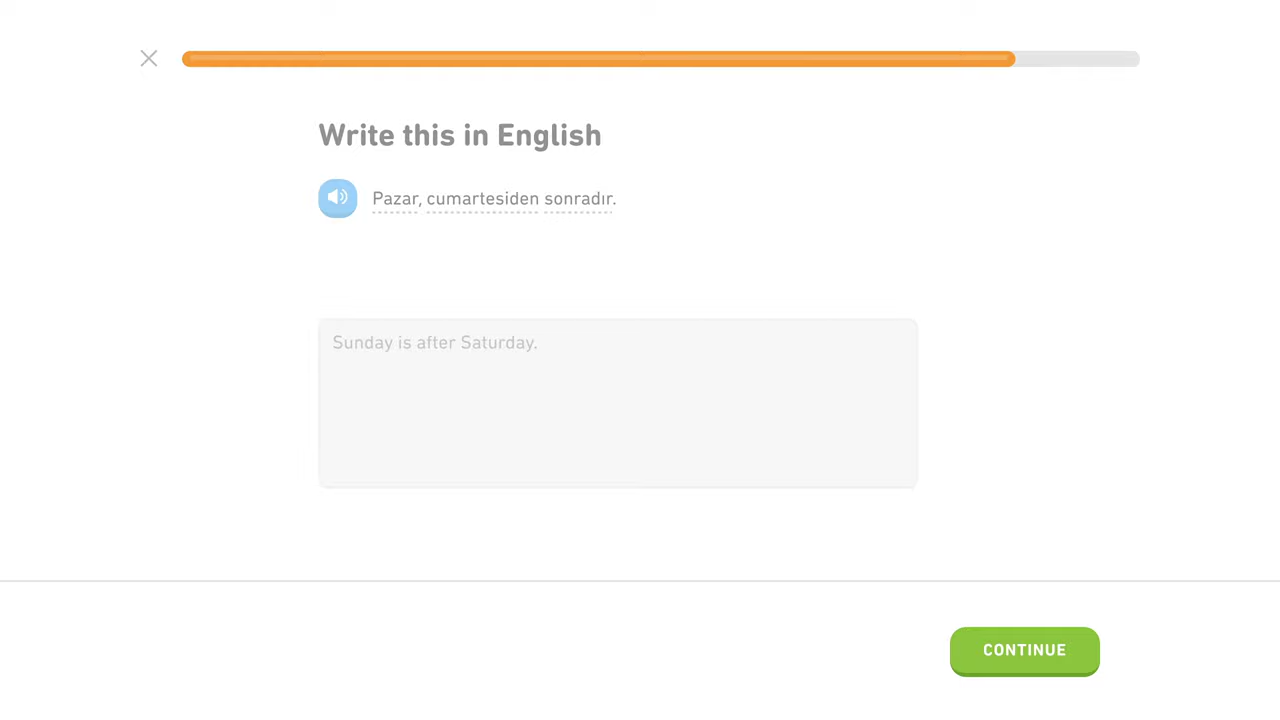 Write this in English
Pazar, cumartesiden sonradır.
Sunday is after Saturday.
CONTINUE